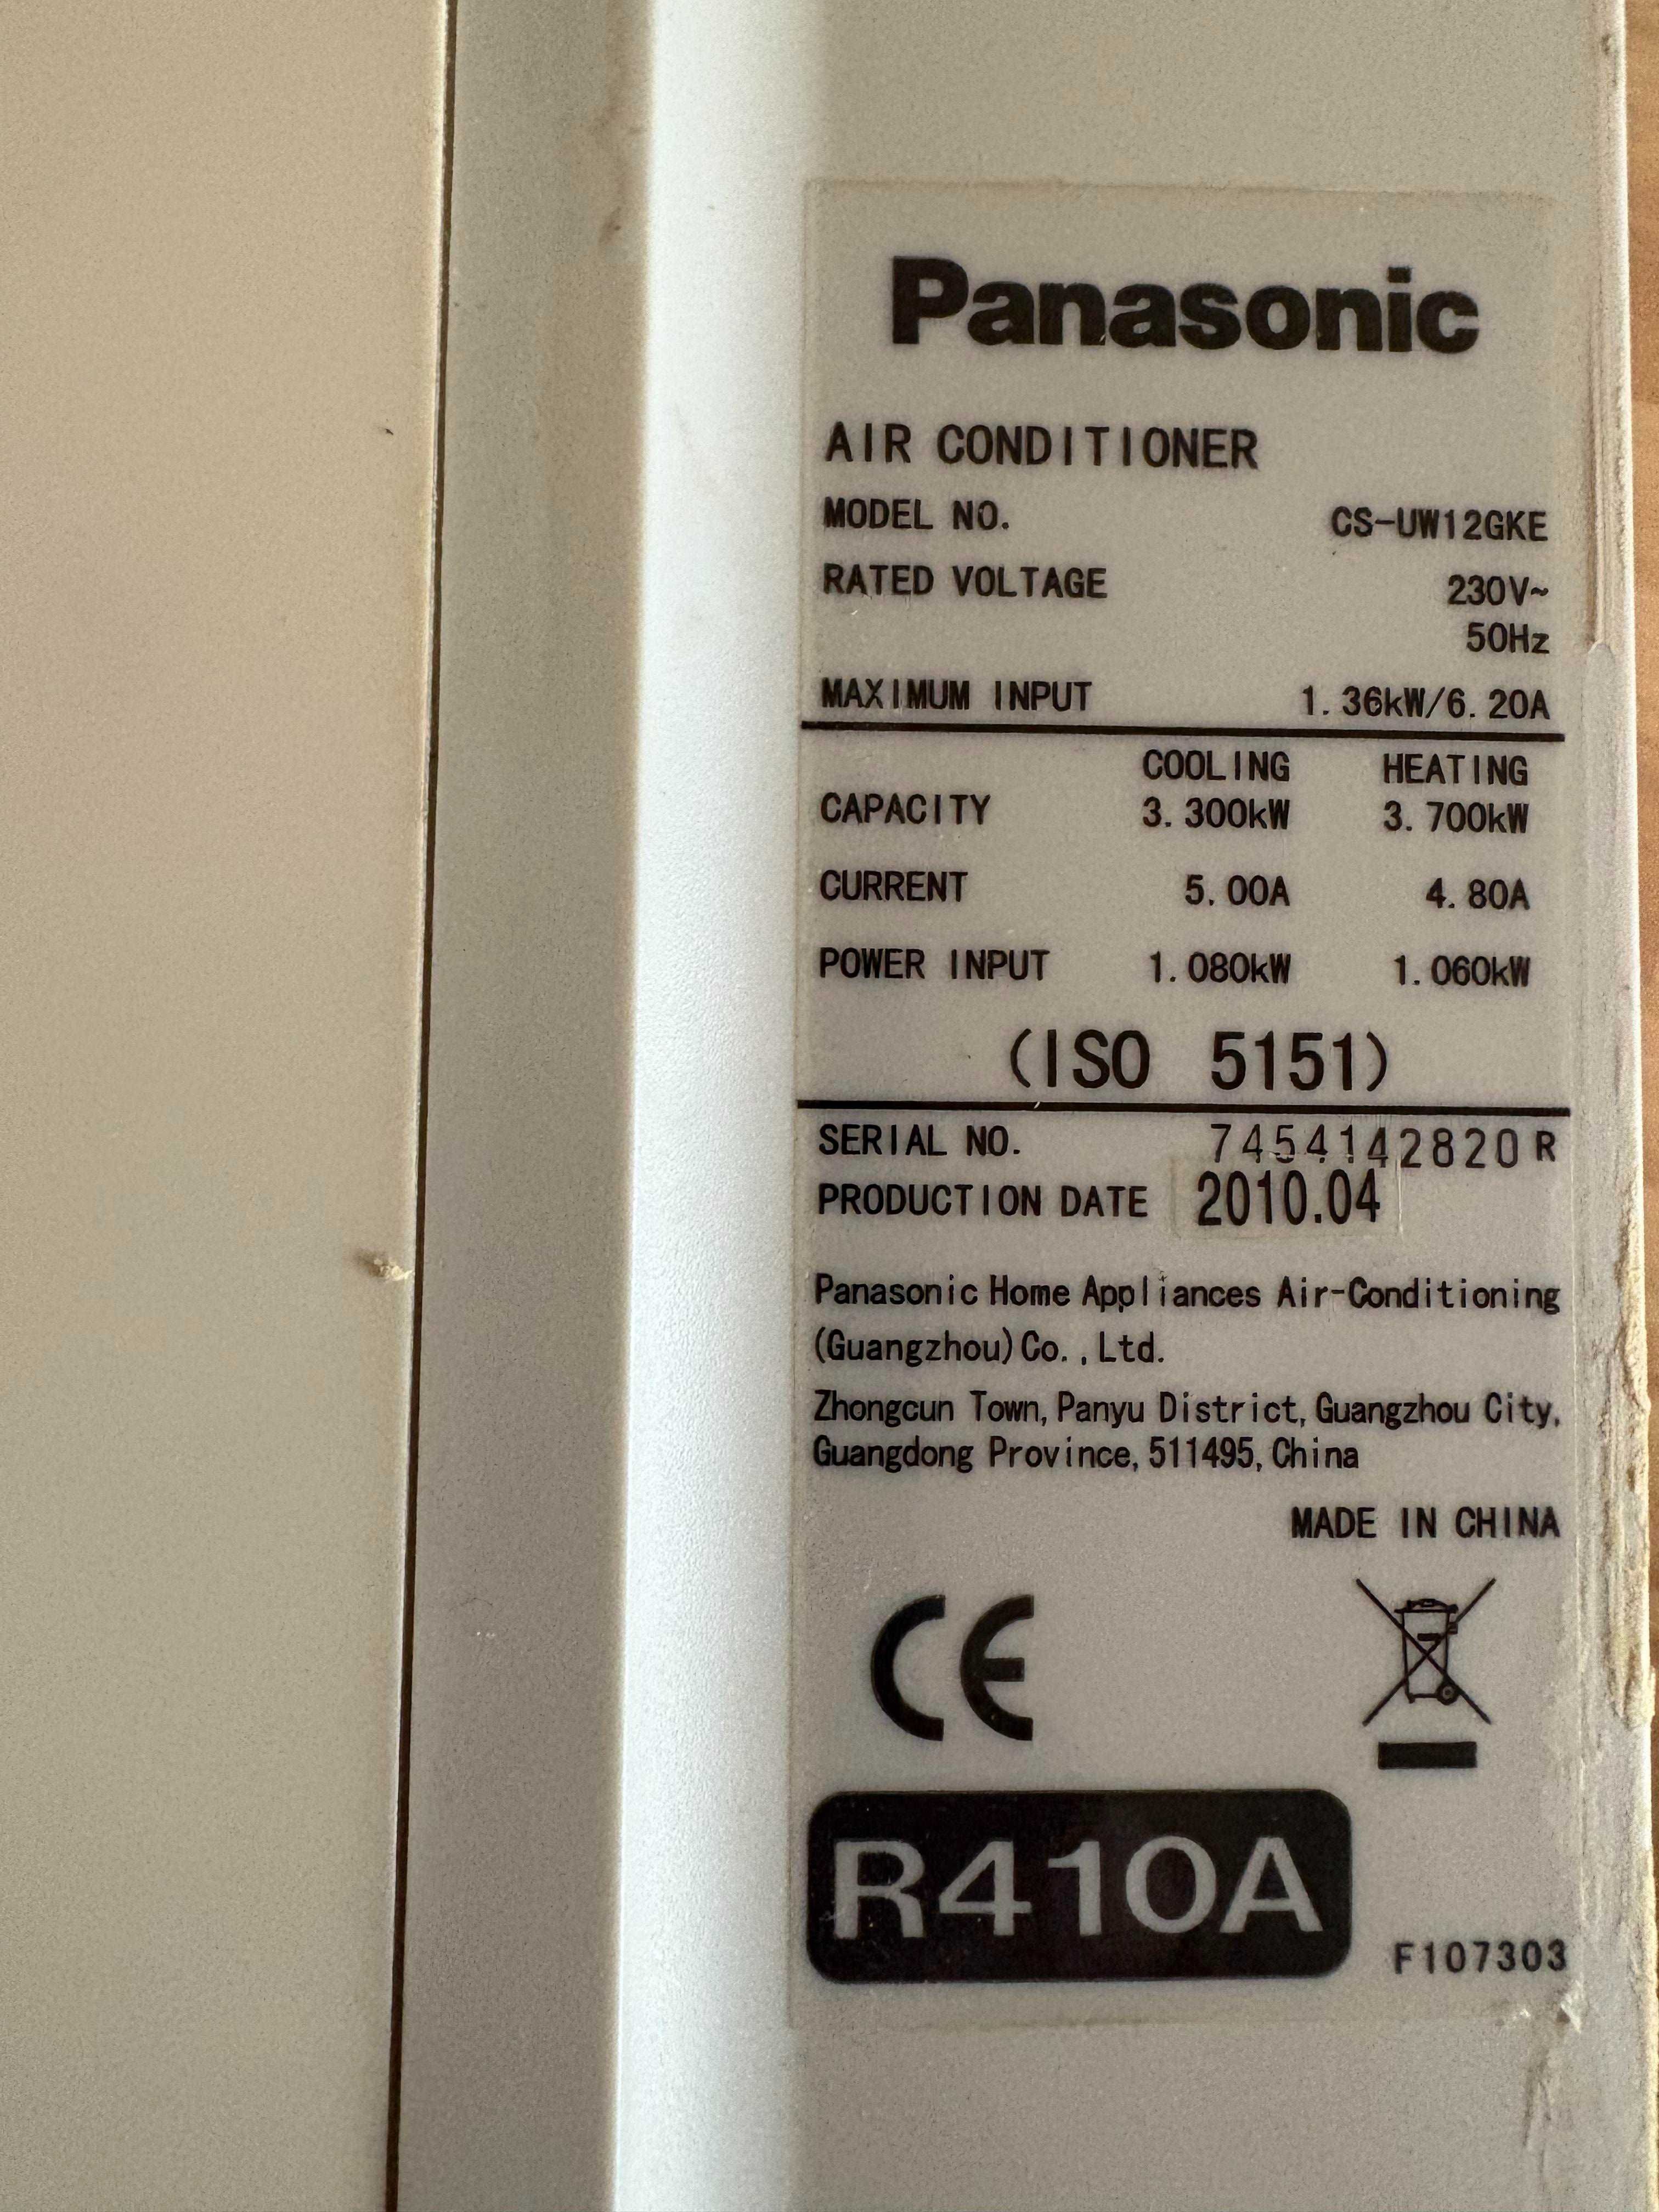 Panasonic
AIR CONDITIONER
MODEL NO. CS-UW12GKE
RATED VOLTAGE 230V~
50Hz
MAXIMUM INPUT 1.36kW/6.20A
COOLING HEATING
CAPACITY 3.300kW 3.700kW
CURRENT 5.00A 4.80A
POWER INPUT 1.080kW 1.060kW
(ISO 5151)
SERIAL NO. 7454142820 R
PRODUCTION DATE 2010.04
Panasonic Home Appliances Air-Conditioning
(Guangzhou) Co., Ltd.
Zhongcun Town, Panyu District, Guangzhou City,
Guangdong Province, 511495, China
MADE IN CHINA
CE
R410A
F107303